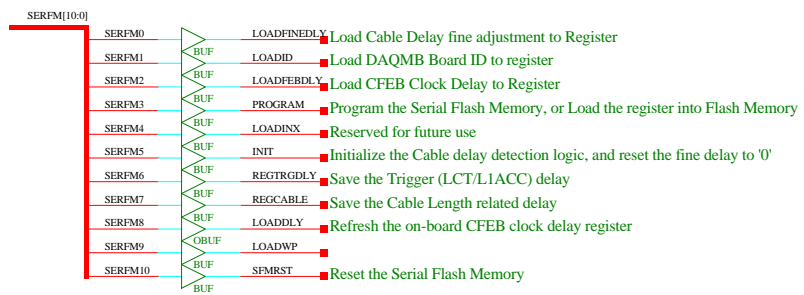 SERFM[10:0]
SERFM0 LOADFINEDLY Load Cable Delay fine adjustment to Register
BUF
SERFM1 LOADID Load DAQMB Board ID to register
BUF
SERFM2 LOADFEBDLY Load CFEB Clock Delay to Register
BUF
SERFM3 PROGRAM Program the Serial Flash Memory, or Load the register into Flash Memory
BUF
SERFM4 LOADINX Reserved for future use
BUF
SERFM5 INIT Initialize the Cable delay detection logic, and reset the fine delay to '0'
BUF
SERFM6 REGTRGDLY Save the Trigger (LCT/L1ACC) delay
BUF
SERFM7 REGCABLE Save the Cable Length related delay
BUF
SERFM8 LOADDLY Refresh the on-board CFEB clock delay register
OBUF
SERFM9 LOADWP
BUF
SERFM10 SFMRST Reset the Serial Flash Memory
BUF